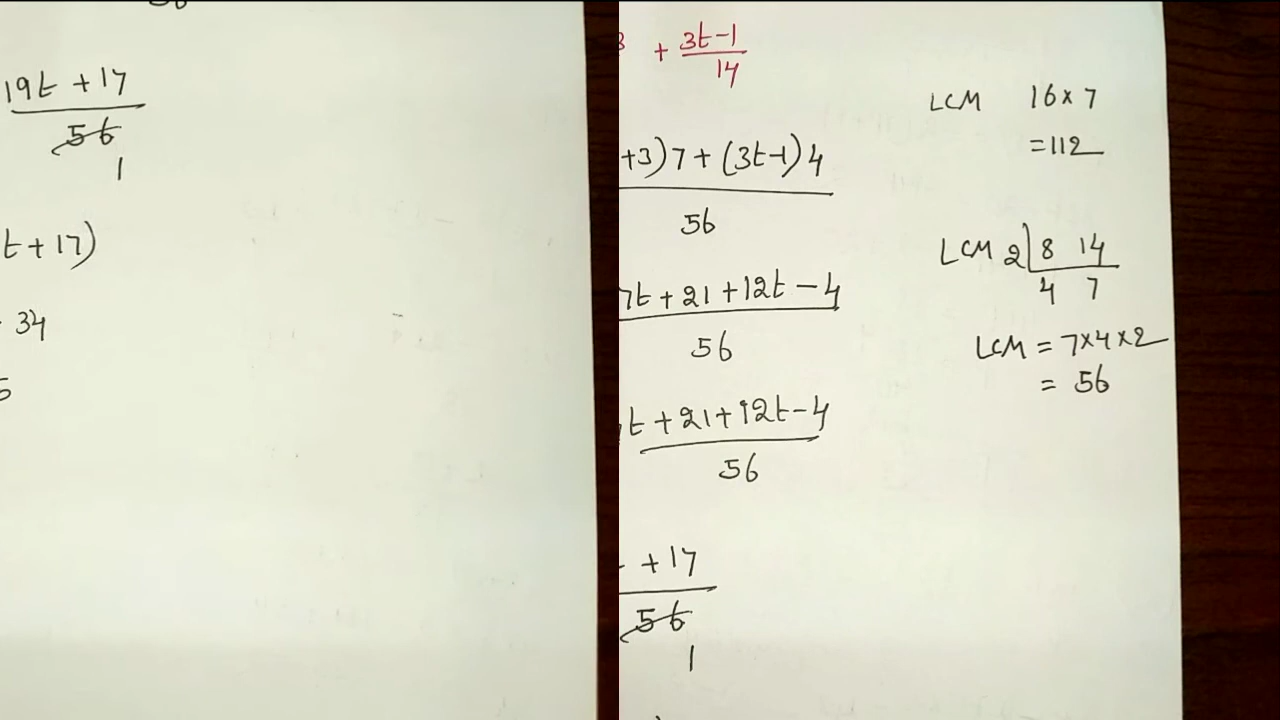 19t + 17
56
1
t + 17)
34
5
3 + 3t-1
14
+3)7 + (3t-1)4
56
7t + 21 + 12t - 4
56
t + 21 + 12t - 4
56
+ 17
56
1
LCM 16 × 7
= 112
LCM 2 8 14
4 7
LCM = 7×4×2
= 56